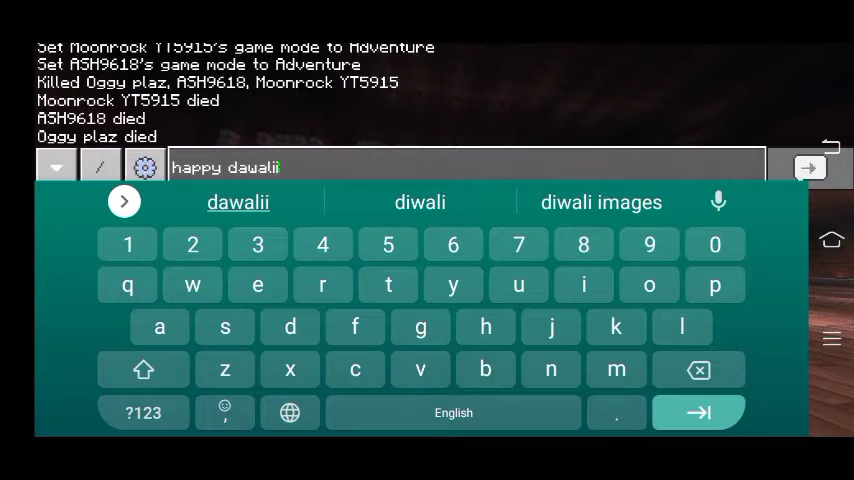 Set Moonrock YT5915's game mode to Adventure
Set ASH9618's game mode to Adventure
Killed Oggy plaz, ASH9618, Moonrock YT5915
Moonrock YT5915 died
ASH9618 died
Oggy plaz died
/ happy dawalii
dawalii diwali diwali images
1 2 3 4 5 6 7 8 9 0
q w e r t y u i o p
a s d f g h j k l
z x c v b n m
?123 , English .